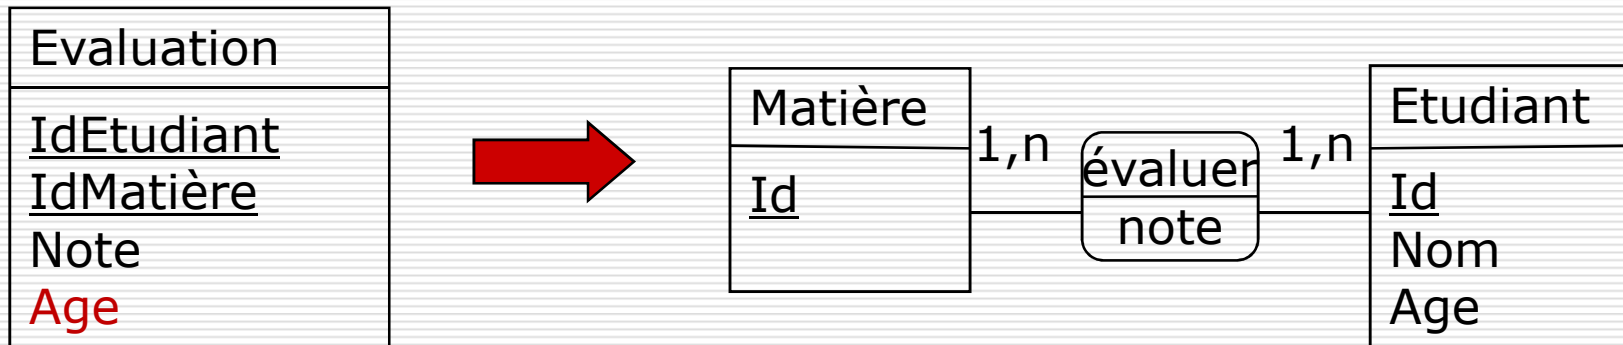 Evaluation
IdEtudiant
IdMatière
Note
Age
Matière
Id
1,n
évaluer
note
1,n
Etudiant
Id
Nom
Age